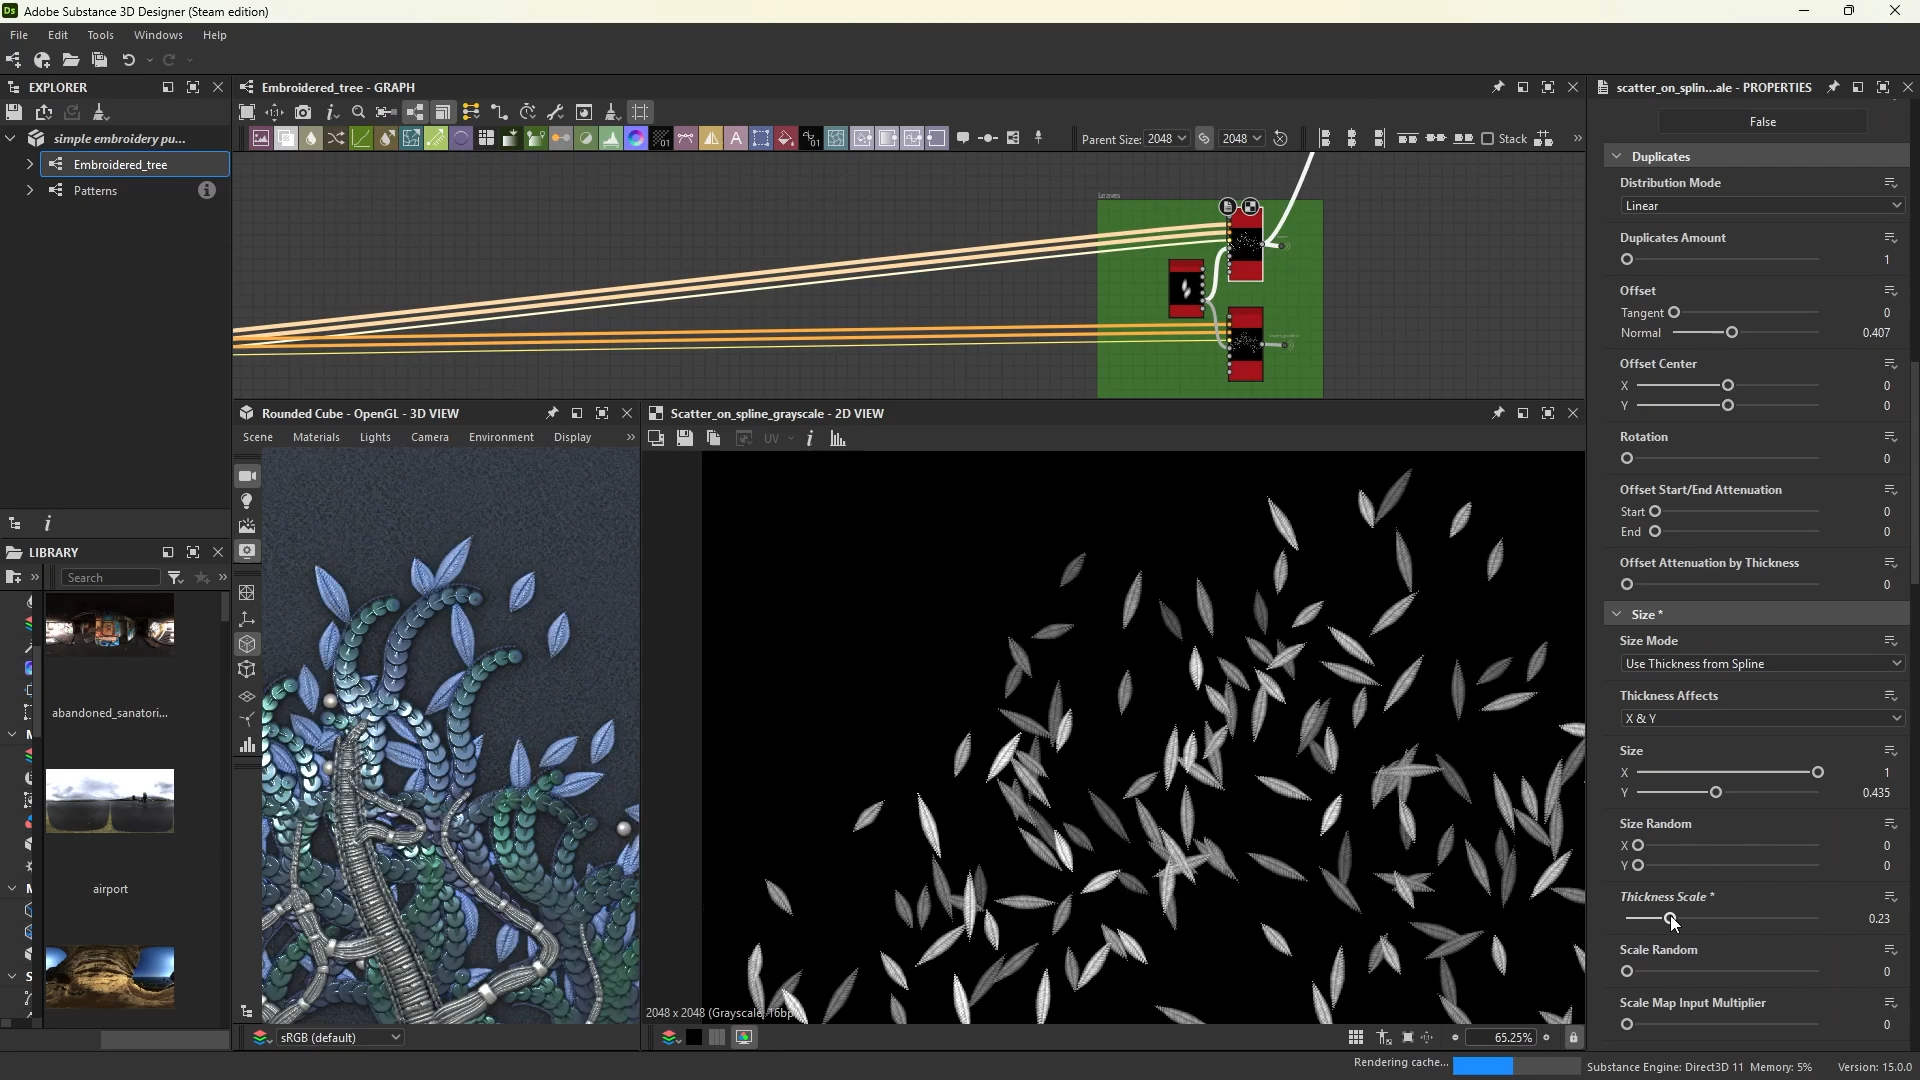 Adobe Substance 3D Designer (Steam edition)
File Edit Tools Windows Help
EXPLORER
simple embroidery pu...
Embroidered_tree
Patterns
LIBRARY
Search
abandoned_sanatori...
airport
Embroidered_tree - GRAPH
Parent Size: 2048 2048 Stack
Rounded Cube - OpenGL - 3D VIEW
Scene Materials Lights Camera Environment Display
sRGB (default)
Scatter_on_spline_grayscale - 2D VIEW
UV
2048 x 2048 (Grayscale, 16bpc)
65.25%
scatter_on_splin...ale - PROPERTIES
False
Duplicates
Distribution Mode
Linear
Duplicates Amount
1
Offset
Tangent 0
Normal 0.407
Offset Center
X 0
Y 0
Rotation
0
Offset Start/End Attenuation
Start 0
End 0
Offset Attenuation by Thickness
0
Size *
Size Mode
Use Thickness from Spline
Thickness Affects
X & Y
Size
X 1
Y 0.435
Size Random
X 0
Y 0
Thickness Scale *
0.23
Scale Random
0
Scale Map Input Multiplier
0
Rendering cache...
Substance Engine: Direct3D 11 Memory: 5%
Version: 15.0.0